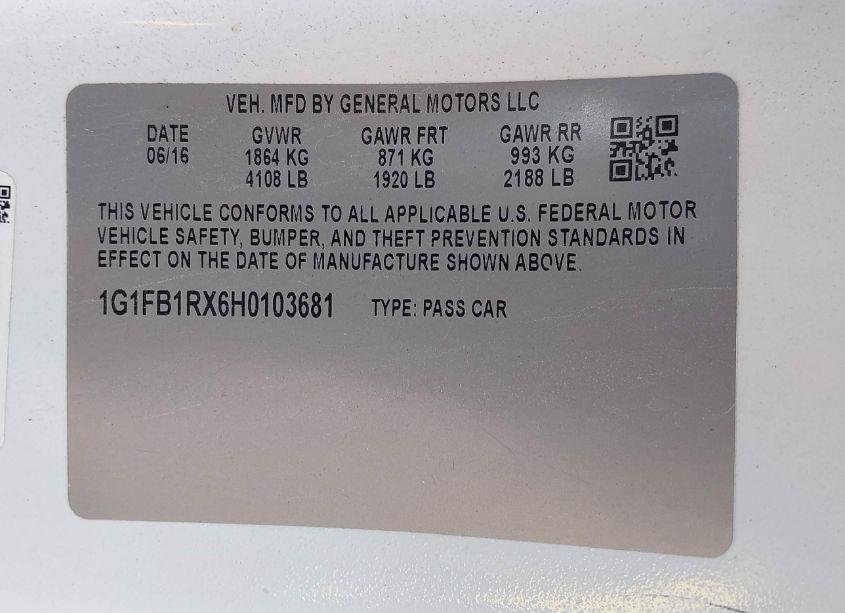 VEH. MFD BY GENERAL MOTORS LLC
DATE GVWR GAWR FRT GAWR RR
06/16 1864 KG 871 KG 993 KG
4108 LB 1920 LB 2188 LB
THIS VEHICLE CONFORMS TO ALL APPLICABLE U.S. FEDERAL MOTOR
VEHICLE SAFETY, BUMPER, AND THEFT PREVENTION STANDARDS IN
EFFECT ON THE DATE OF MANUFACTURE SHOWN ABOVE.
1G1FB1RX6H0103681 TYPE: PASS CAR